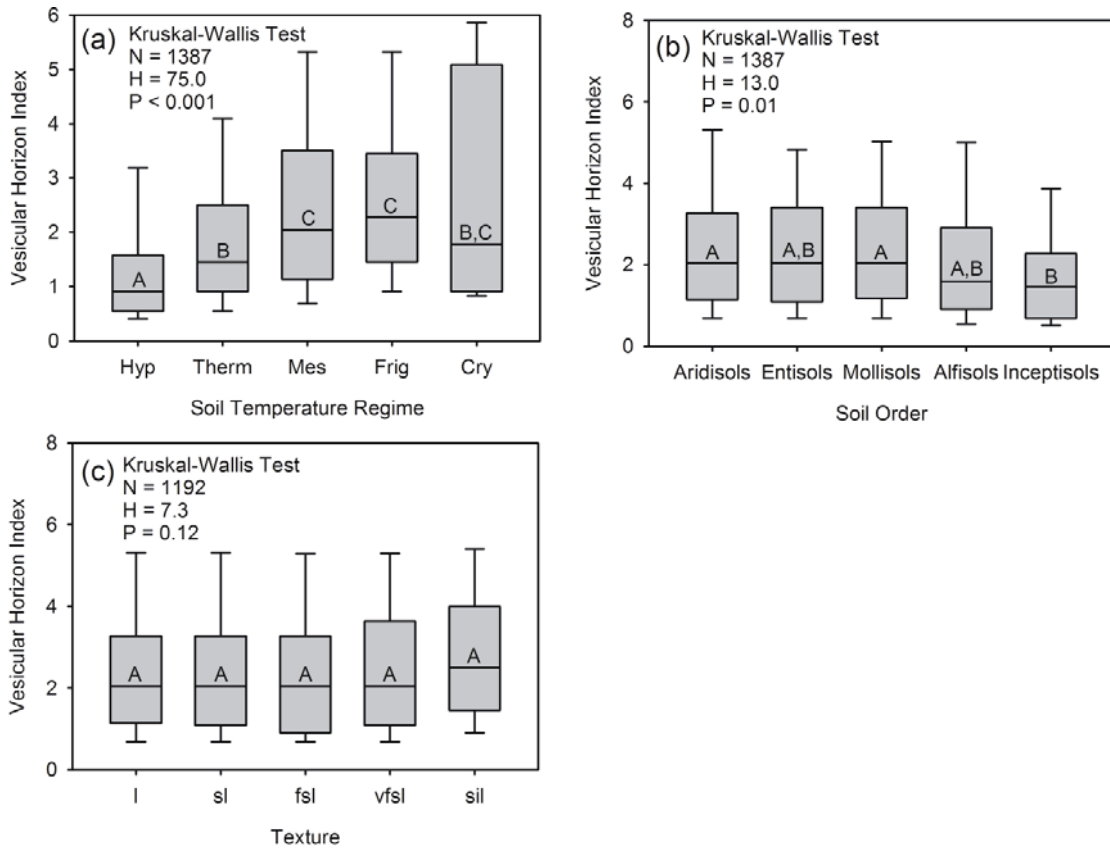 (a)
Kruskal-Wallis Test
N = 1387
H = 75.0
P < 0.001
Vesicular Horizon Index
6
5
4
3
2
1
0
A
B
C
C
B,C
Hyp Therm Mes Frig Cry
Soil Temperature Regime
(b)
Kruskal-Wallis Test
N = 1387
H = 13.0
P = 0.01
Vesicular Horizon Index
8
6
4
2
0
A
A,B
A
A,B
B
Aridisols Entisols Mollisols Alfisols Inceptisols
Soil Order
(c)
Kruskal-Wallis Test
N = 1192
H = 7.3
P = 0.12
Vesicular Horizon Index
8
6
4
2
0
A
A
A
A
A
l sl fsl vfsl sil
Texture